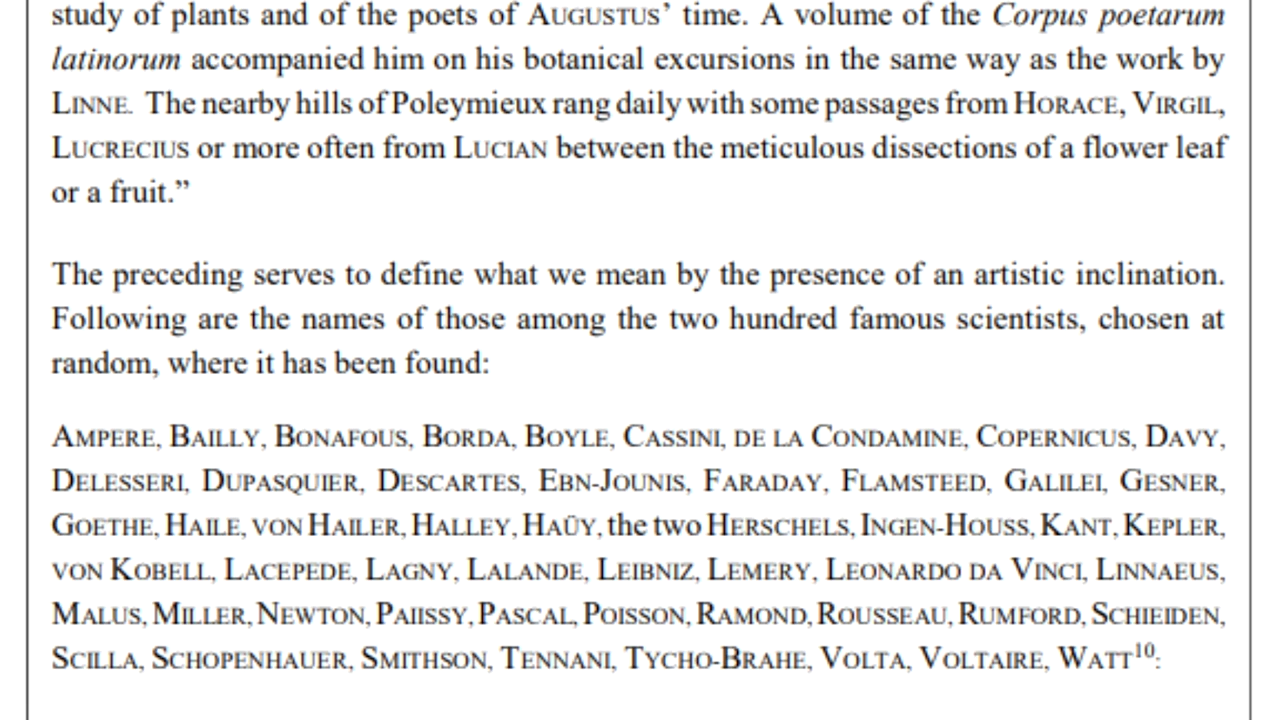 study of plants and of the poets of AUGUSTUS’ time. A volume of the Corpus poetarum
latinorum accompanied him on his botanical excursions in the same way as the work by
LINNE. The nearby hills of Poleymieux rang daily with some passages from HORACE, VIRGIL,
LUCRECIUS or more often from LUCIAN between the meticulous dissections of a flower leaf
or a fruit.”
The preceding serves to define what we mean by the presence of an artistic inclination.
Following are the names of those among the two hundred famous scientists, chosen at
random, where it has been found:
AMPERE, BAILLY, BONAFOUS, BORDA, BOYLE, CASSINI, DE LA CONDAMINE, COPERNICUS, DAVY,
DELESSERI, DUPASQUIER, DESCARTES, EBN-JOUNIS, FARADAY, FLAMSTEED, GALILEI, GESNER,
GOETHE, HAILE, VON HAILER, HALLEY, HAŪY, the two HERSCHELS, INGEN-HOUSS, KANT, KEPLER,
VON KOBELL, LACEPEDE, LAGNY, LALANDE, LEIBNIZ, LEMERY, LEONARDO DA VINCI, LINNAEUS,
MALUS, MILLER, NEWTON, PAIISSY, PASCAL, POISSON, RAMOND, ROUSSEAU, RUMFORD, SCHIEIDEN,
SCILLA, SCHOPENHAUER, SMITHSON, TENNANI, TYCHO-BRAHE, VOLTA, VOLTAIRE, WATT¹⁰: